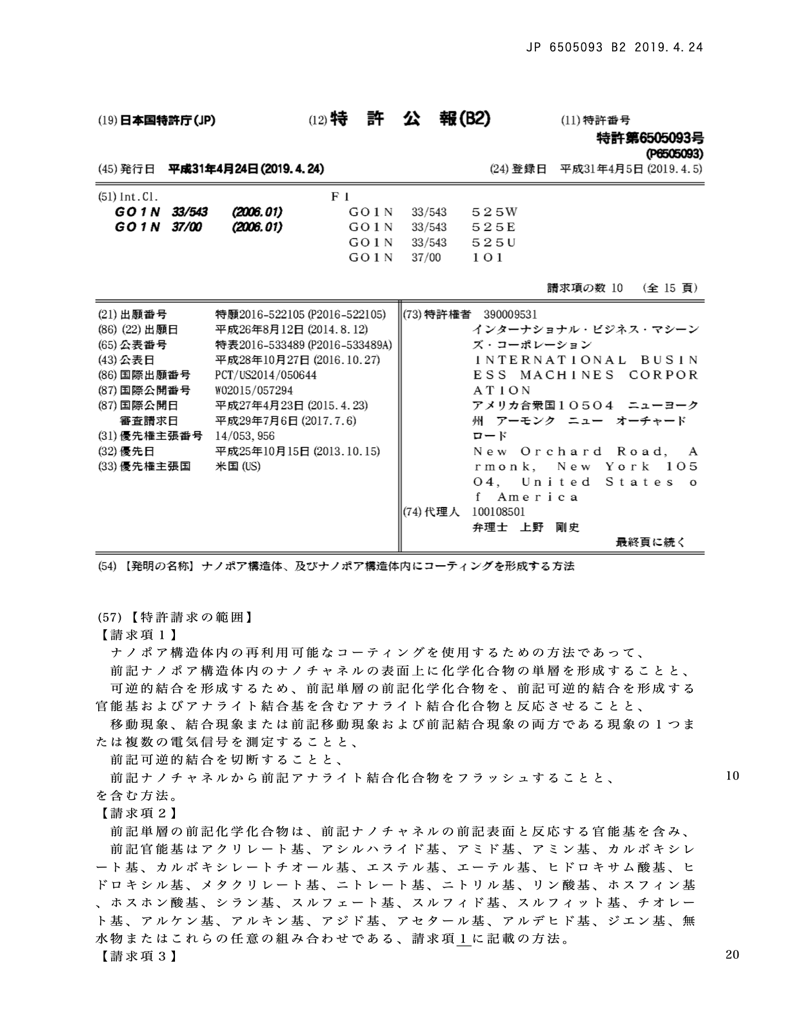 JP 6505093 B2 2019.4.24
(19)日本国特許庁(JP)
(12)特 許 公 報(B2)
(11)特許番号
特許第6505093号
(P6505093)
(45)発行日 平成31年4月24日(2019.4.24)
(24)登録日 平成31年4月5日(2019.4.5)
(51)Int.Cl.
FI
G01N 33/543 (2006.01)
G01N 33/543 525W
G01N 37/00 (2006.01)
G01N 33/543 525E
G01N 33/543 525U
G01N 37/00 101
請求項の数 10 (全 15 頁)
(21)出願番号 特願2016-522105(P2016-522105)
(86)(22)出願日 平成26年8月12日(2014.8.12)
(65)公表番号 特表2016-533489(P2016-533489A)
(43)公表日 平成28年10月27日(2016.10.27)
(86)国際出願番号 PCT/US2014/050644
(87)国際公開番号 WO2015/057294
(87)国際公開日 平成27年4月23日(2015.4.23)
審査請求日 平成29年7月6日(2017.7.6)
(31)優先権主張番号 14/053,956
(32)優先日 平成25年10月15日(2013.10.15)
(33)優先権主張国 米国(US)
(73)特許権者 390009531
インターナショナル・ビジネス・マシーン
ズ・コーポレーション
INTERNATIONAL BUSIN
ESS MACHINES CORPOR
ATION
アメリカ合衆国10504 ニューヨーク
州 アーモンク ニュー オーチャード
ロード
New Orchard Road, A
rmonk, New York 105
04, United States o
f America
(74)代理人 100108501
弁理士 上野 剛史
最終頁に続く
(54)【発明の名称】ナノポア構造体、及びナノポア構造体内にコーティングを形成する方法
(57)【特許請求の範囲】
【請求項1】
ナノポア構造体内の再利用可能なコーティングを使用するための方法であって、
前記ナノポア構造体内のナノチャネルの表面上に化学化合物の単層を形成することと、
可逆的結合を形成するため、前記単層の前記化学化合物を、前記可逆的結合を形成する
官能基およびアナライト結合基を含むアナライト結合化合物と反応させることと、
移動現象、結合現象または前記移動現象および前記結合現象の両方である現象の1つま
たは複数の電気信号を測定することと、
前記可逆的結合を切断することと、
前記ナノチャネルから前記アナライト結合化合物をフラッシュすることと、
10
を含む方法。
【請求項2】
前記単層の前記化学化合物は、前記ナノチャネルの前記表面と反応する官能基を含み、
前記官能基はアクリレート基、アシルハライド基、アミド基、アミン基、カルボキシレ
ート基、カルボキシレートチオール基、エステル基、エーテル基、ヒドロキサム酸基、ヒ
ドロキシル基、メタクリレート基、ニトレート基、ニトリル基、リン酸基、ホスフィン基
、ホスホン酸基、シラン基、スルフェート基、スルフィド基、スルフィット基、チオレー
ト基、アルケン基、アルキン基、アジド基、アセタール基、アルデヒド基、ジエン基、無
水物またはこれらの任意の組み合わせである、請求項1に記載の方法。
【請求項3】
20